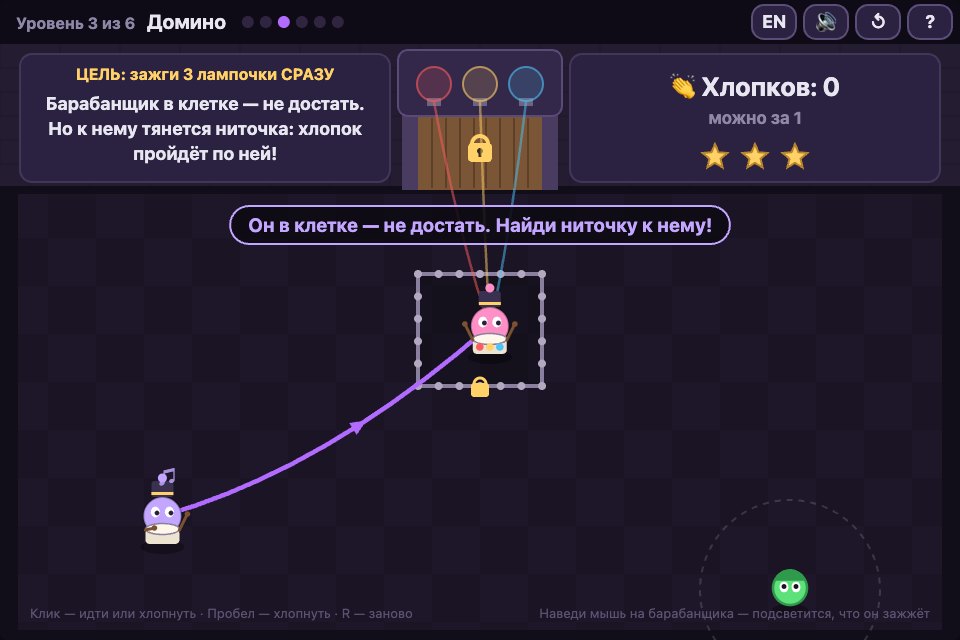 Уровень 3 из 6 Домино
EN
?
ЦЕЛЬ: зажги 3 лампочки СРАЗУ
Барабанщик в клетке — не достать.
Но к нему тянется ниточка: хлопок
пройдёт по ней!
Хлопков: 0
можно за 1
Он в клетке — не достать. Найди ниточку к нему!
Клик — идти или хлопнуть · Пробел — хлопнуть · R — заново
Наведи мышь на барабанщика — подсветится, что он зажжёт